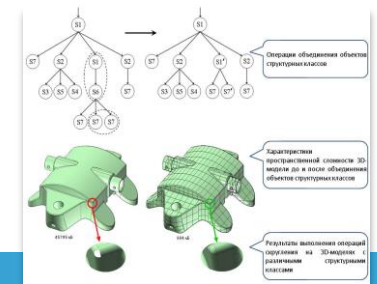 S1
S1
S7
S2
S1
S2
S7
S2
S1'
S2
S3
S5
S4
S6
S7
S3
S5
S4
S7
S7'
S7
S7
S7
S7
Операции объединения объектов
структурных классов
Характеристики
пространственной сложности 3D-
модели до и после объединения
объектов структурных классов
Результаты выполнения операций
скругления на 3D-моделях с
различными структурными
классами